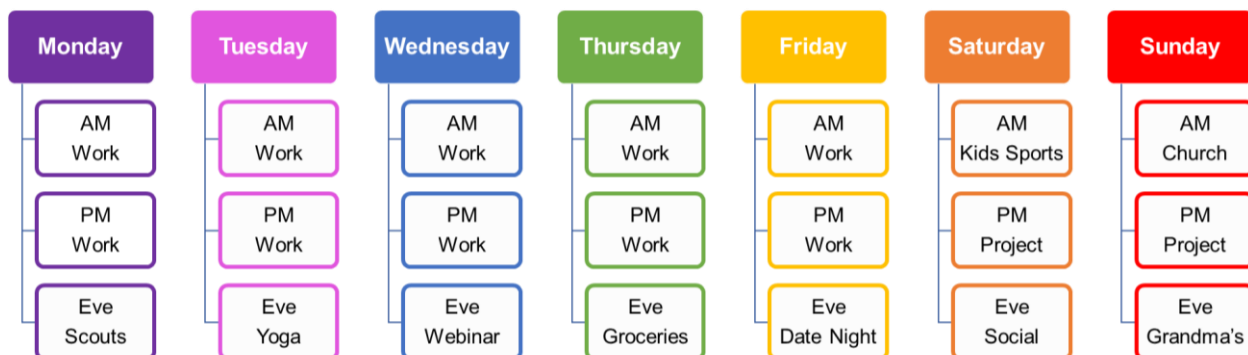 Monday
AM
Work
PM
Work
Eve
Scouts
Tuesday
AM
Work
PM
Work
Eve
Yoga
Wednesday
AM
Work
PM
Work
Eve
Webinar
Thursday
AM
Work
PM
Work
Eve
Groceries
Friday
AM
Work
PM
Work
Eve
Date Night
Saturday
AM
Kids Sports
PM
Project
Eve
Social
Sunday
AM
Church
PM
Project
Eve
Grandma's